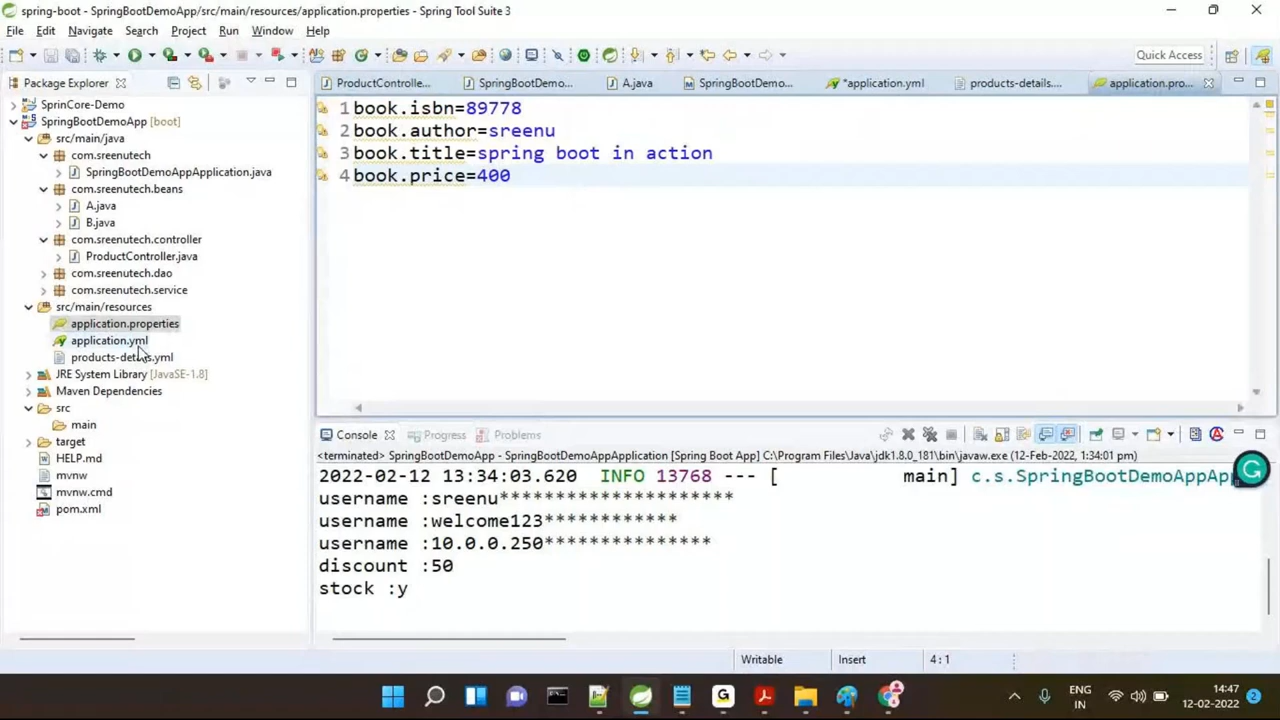 spring-boot - SpringBootDemoApp/src/main/resources/application.properties - Spring Tool Suite 3
File Edit Navigate Search Project Run Window Help
Quick Access
Package Explorer
ProductControlle...
SpringBootDemo...
A.java
SpringBootDemo...
*application.yml
products-details....
application.pro...
SprinCore-Demo
SpringBootDemoApp [boot]
src/main/java
com.sreenutech
SpringBootDemoAppApplication.java
com.sreenutech.beans
A.java
B.java
com.sreenutech.controller
ProductController.java
com.sreenutech.dao
com.sreenutech.service
src/main/resources
application.properties
application.yml
products-details.yml
JRE System Library [JavaSE-1.8]
Maven Dependencies
src
main
target
HELP.md
mvnw
mvnw.cmd
pom.xml
1 book.isbn=89778
2 book.author=sreenu
3 book.title=spring boot in action
4 book.price=400
Console Progress Problems
<terminated> SpringBootDemoApp - SpringBootDemoAppApplication [Spring Boot App] C:\Program Files\Java\jdk1.8.0_181\bin\javaw.exe (12-Feb-2022, 1:34:01 pm)
2022-02-12 13:34:03.620 INFO 13768 --- [ main] c.s.SpringBootDemoAppApp
username :sreenu*********************
username :welcome123************
username :10.0.0.250***************
discount :50
stock :y
Writable Insert 4:1
ENG
IN
14:47
12-02-2022
2